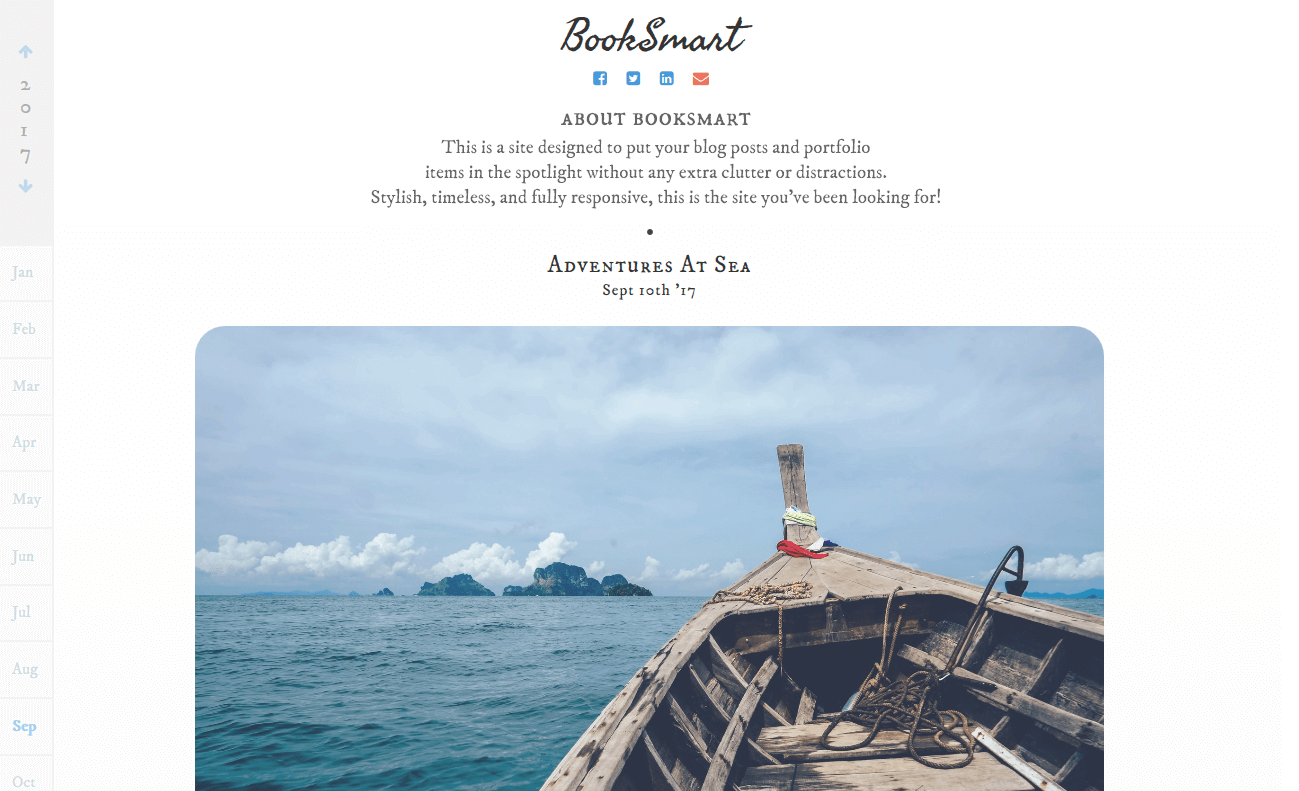 BookSmart
ABOUT BOOKSMART
This is a site designed to put your blog posts and portfolio
items in the spotlight without any extra clutter or distractions.
Stylish, timeless, and fully responsive, this is the site you’ve been looking for!
Adventures At Sea
Sept 10th ’17
2
0
1
7
Jan
Feb
Mar
Apr
May
Jun
Jul
Aug
Sep
Oct